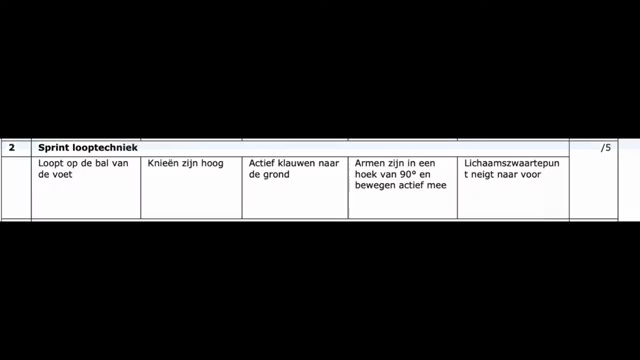 2 Sprint looptechniek /5
Loopt op de bal van
de voet
Knieën zijn hoog
Actief klauwen naar
de grond
Armen zijn in een
hoek van 90° en
bewegen actief mee
Lichaamszwaartepun
t neigt naar voor